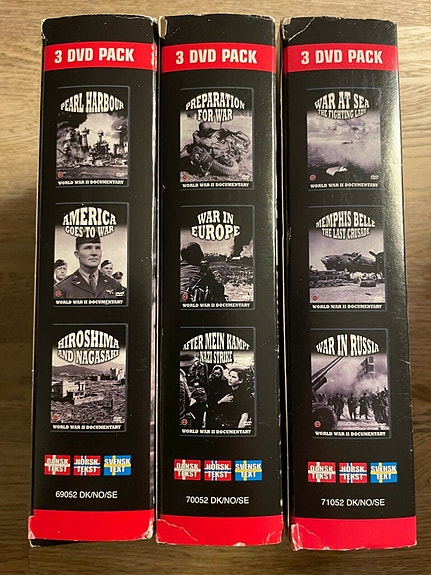 3 DVD PACK
PEARL HARBOUR
WORLD WAR II DOCUMENTARY
AMERICA
GOES TO WAR
HIROSHIMA
AND NAGASAKI
WORLD WAR II DOCUMENTARY
DANSK
TEKST
NORSK
TEKST
SVENSK
TEXT
69052 DK/NO/SE
3 DVD PACK
PREPARATION
FOR WAR
WORLD WAR II DOCUMENTARY
WAR IN
EUROPE
WORLD WAR II DOCUMENTARY
AFTER MEIN KAMPF
NAZI STRIKE
WORLD WAR II DOCUMENTARY
DANSK
TEKST
NORSK
TEKST
SVENSK
TEXT
70052 DK/NO/SE
3 DVD PACK
WAR AT SEA
THE FIGHTING LADY
WORLD WAR II DOCUMENTARY
MEMPHIS BELLE
THE LAST CRUSADE
WORLD WAR II DOCUMENTARY
WAR IN RUSSIA
WORLD WAR II DOCUMENTARY
DANSK
TEKST
NORSK
TEKST
SVENSK
TEXT
71052 DK/NO/SE